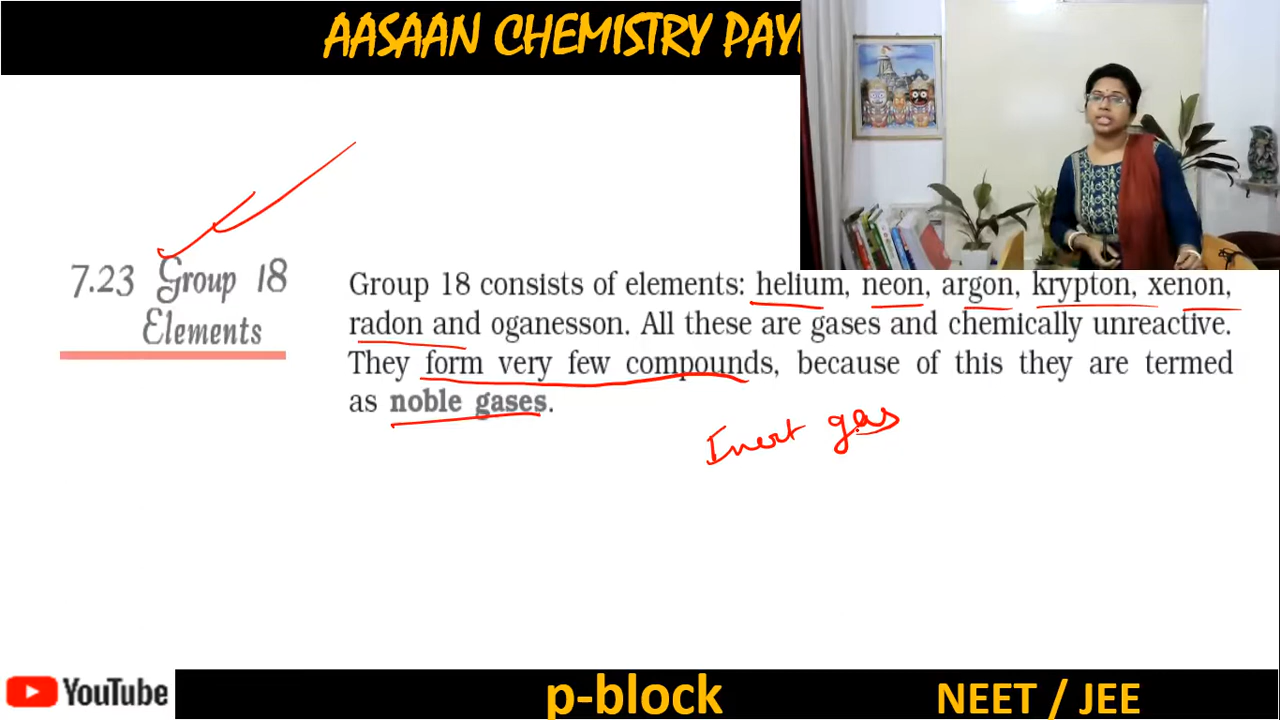 AASAAN CHEMISTRY PAY
7.23 Group 18
Elements
Group 18 consists of elements: helium, neon, argon, krypton, xenon,
radon and oganesson. All these are gases and chemically unreactive.
They form very few compounds, because of this they are termed
as noble gases.
Inert gas
YouTube
p-block
NEET / JEE